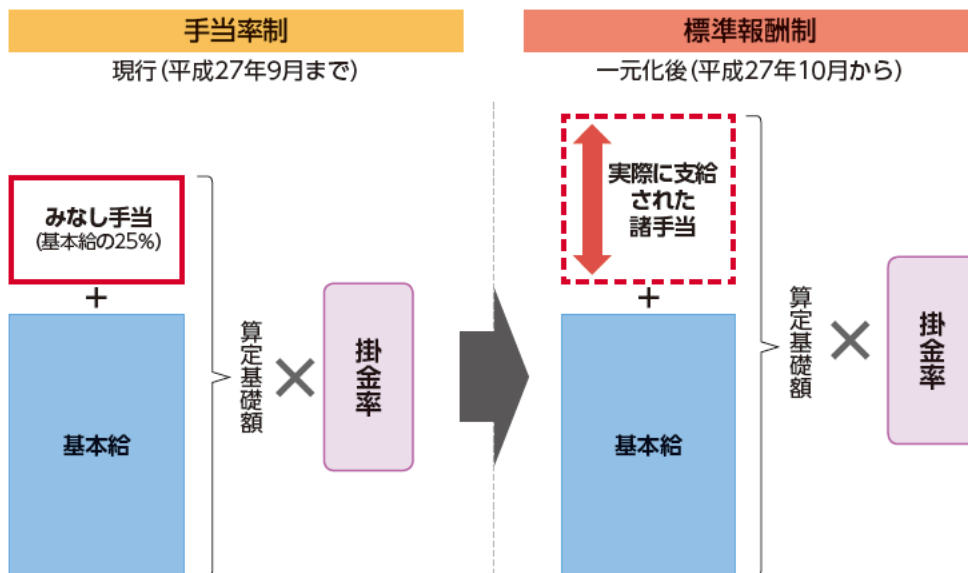 手当率制
現行(平成27年9月まで)
みなし手当
(基本給の25%)
+
基本給
算定基礎額
×
掛金率
標準報酬制
一元化後(平成27年10月から)
実際に支給
された
諸手当
+
基本給
算定基礎額
×
掛金率